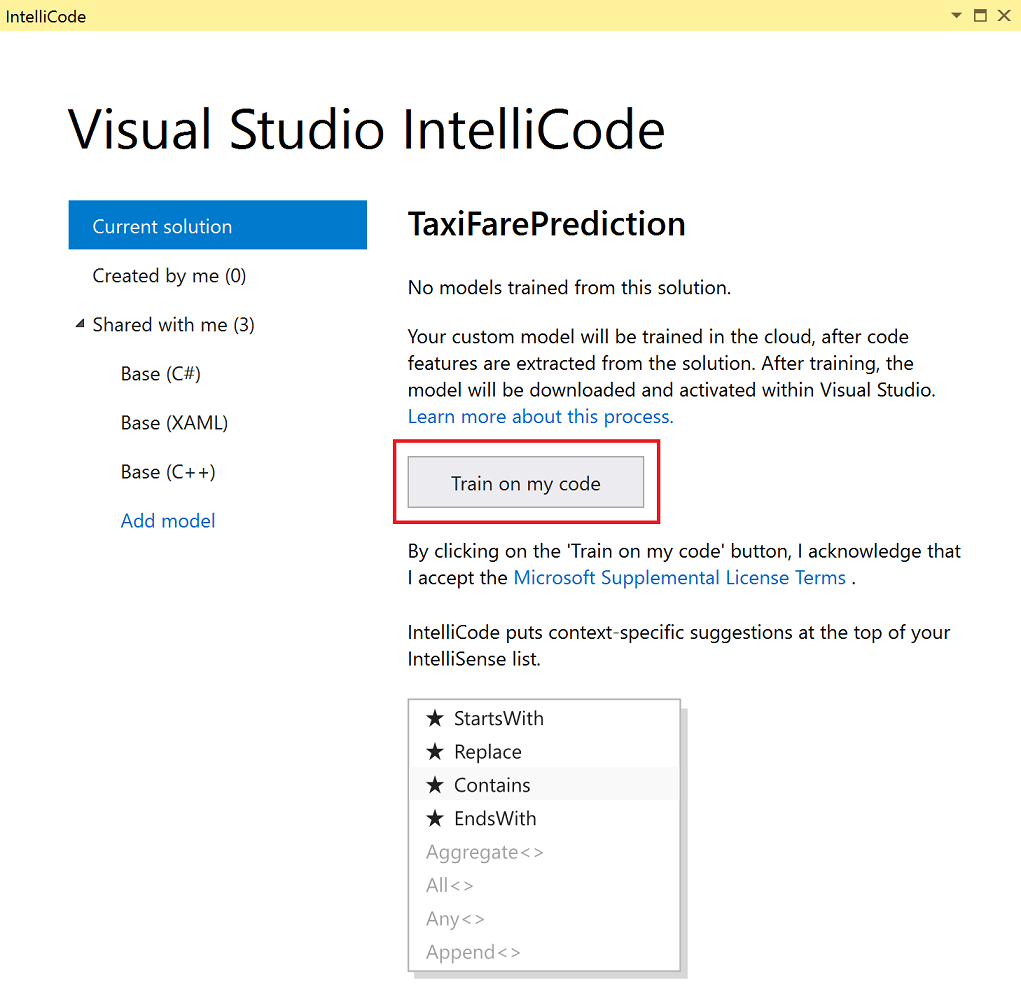 IntelliCode
Visual Studio IntelliCode
Current solution
Created by me (0)
Shared with me (3)
Base (C#)
Base (XAML)
Base (C++)
Add model
TaxiFarePrediction
No models trained from this solution.
Your custom model will be trained in the cloud, after code
features are extracted from the solution. After training, the
model will be downloaded and activated within Visual Studio.
Learn more about this process.
Train on my code
By clicking on the 'Train on my code' button, I acknowledge that
I accept the Microsoft Supplemental License Terms .
IntelliCode puts context-specific suggestions at the top of your
IntelliSense list.
★ StartsWith
★ Replace
★ Contains
★ EndsWith
Aggregate<>
All<>
Any<>
Append<>